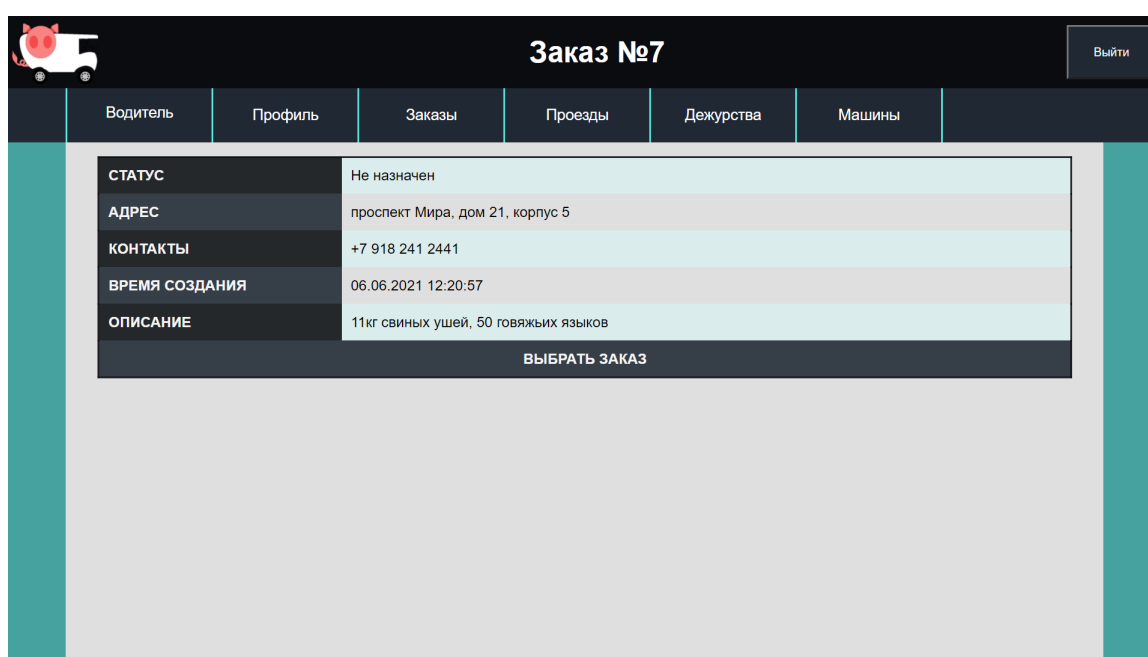 Заказ №7
Выйти
Водитель Профиль Заказы Проезды Дежурства Машины
СТАТУС Не назначен
АДРЕС проспект Мира, дом 21, корпус 5
КОНТАКТЫ +7 918 241 2441
ВРЕМЯ СОЗДАНИЯ 06.06.2021 12:20:57
ОПИСАНИЕ 11кг свиных ушей, 50 говяжьих языков
ВЫБРАТЬ ЗАКАЗ